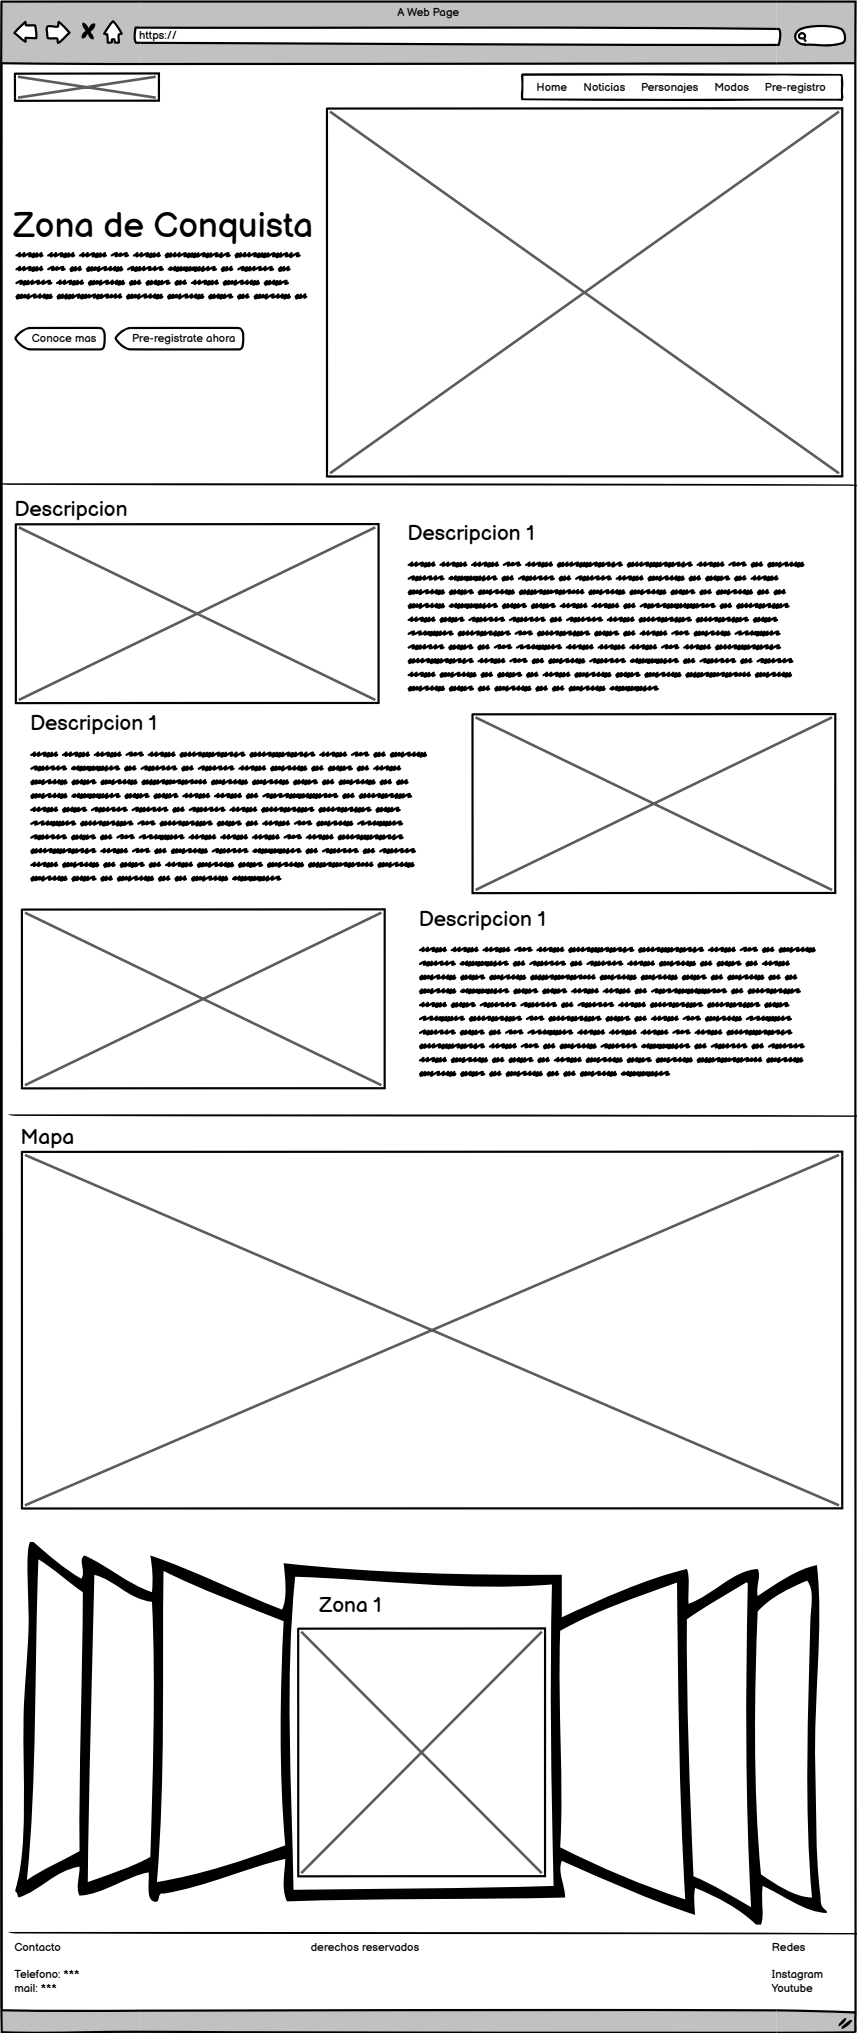 A Web Page
https://
Home Noticias Personajes Modos Pre-registro
Zona de Conquista
Conoce mas Pre-registrate ahora
Descripcion
Descripcion 1
Descripcion 1
Descripcion 1
Mapa
Zona 1
Contacto
Telefono: ***
mail: ***
derechos reservados
Redes
Instagram
Youtube